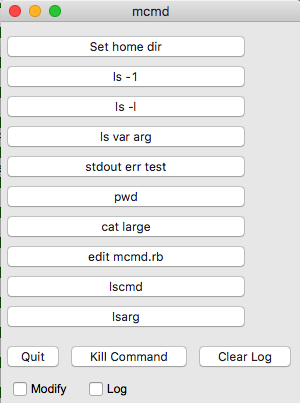 mcmd
Set home dir
ls -1
ls -l
ls var arg
stdout err test
pwd
cat large
edit mcmd.rb
lscmd
lsarg
Quit Kill Command Clear Log
Modify Log